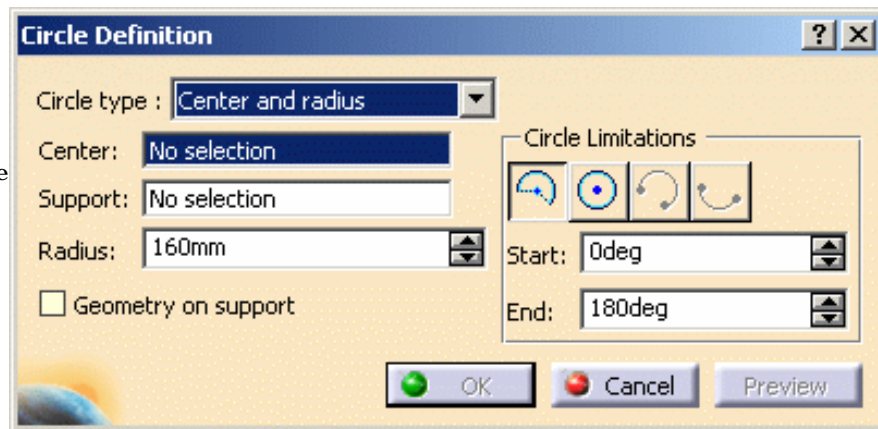 Circle Definition
Circle type : Center and radius
Center: No selection
Support: No selection
Radius: 160mm
Geometry on support
Circle Limitations
Start: 0deg
End: 180deg
OK Cancel Preview
e